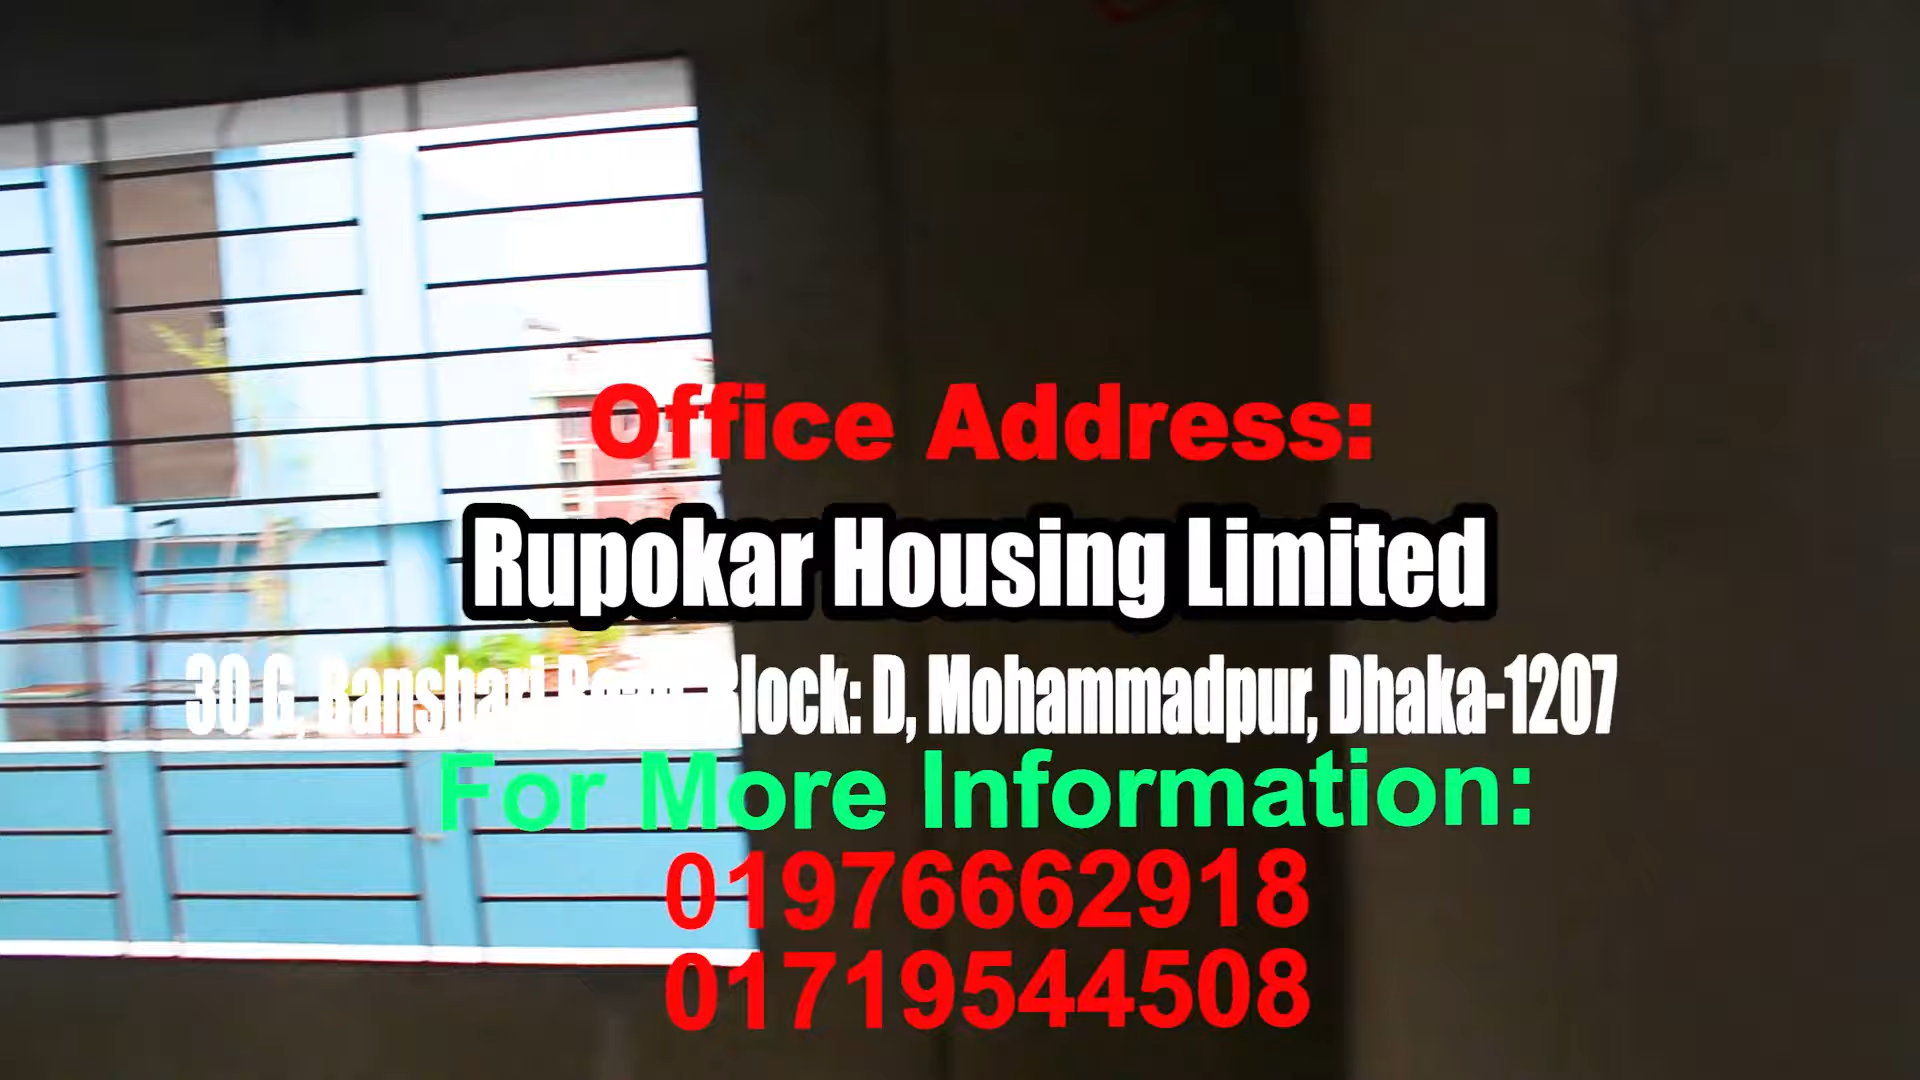 Office Address:
Rupokar Housing Limited
30 G, Banshari Block: D, Mohammadpur, Dhaka-1207
For More Information:
01976662918
01719544508